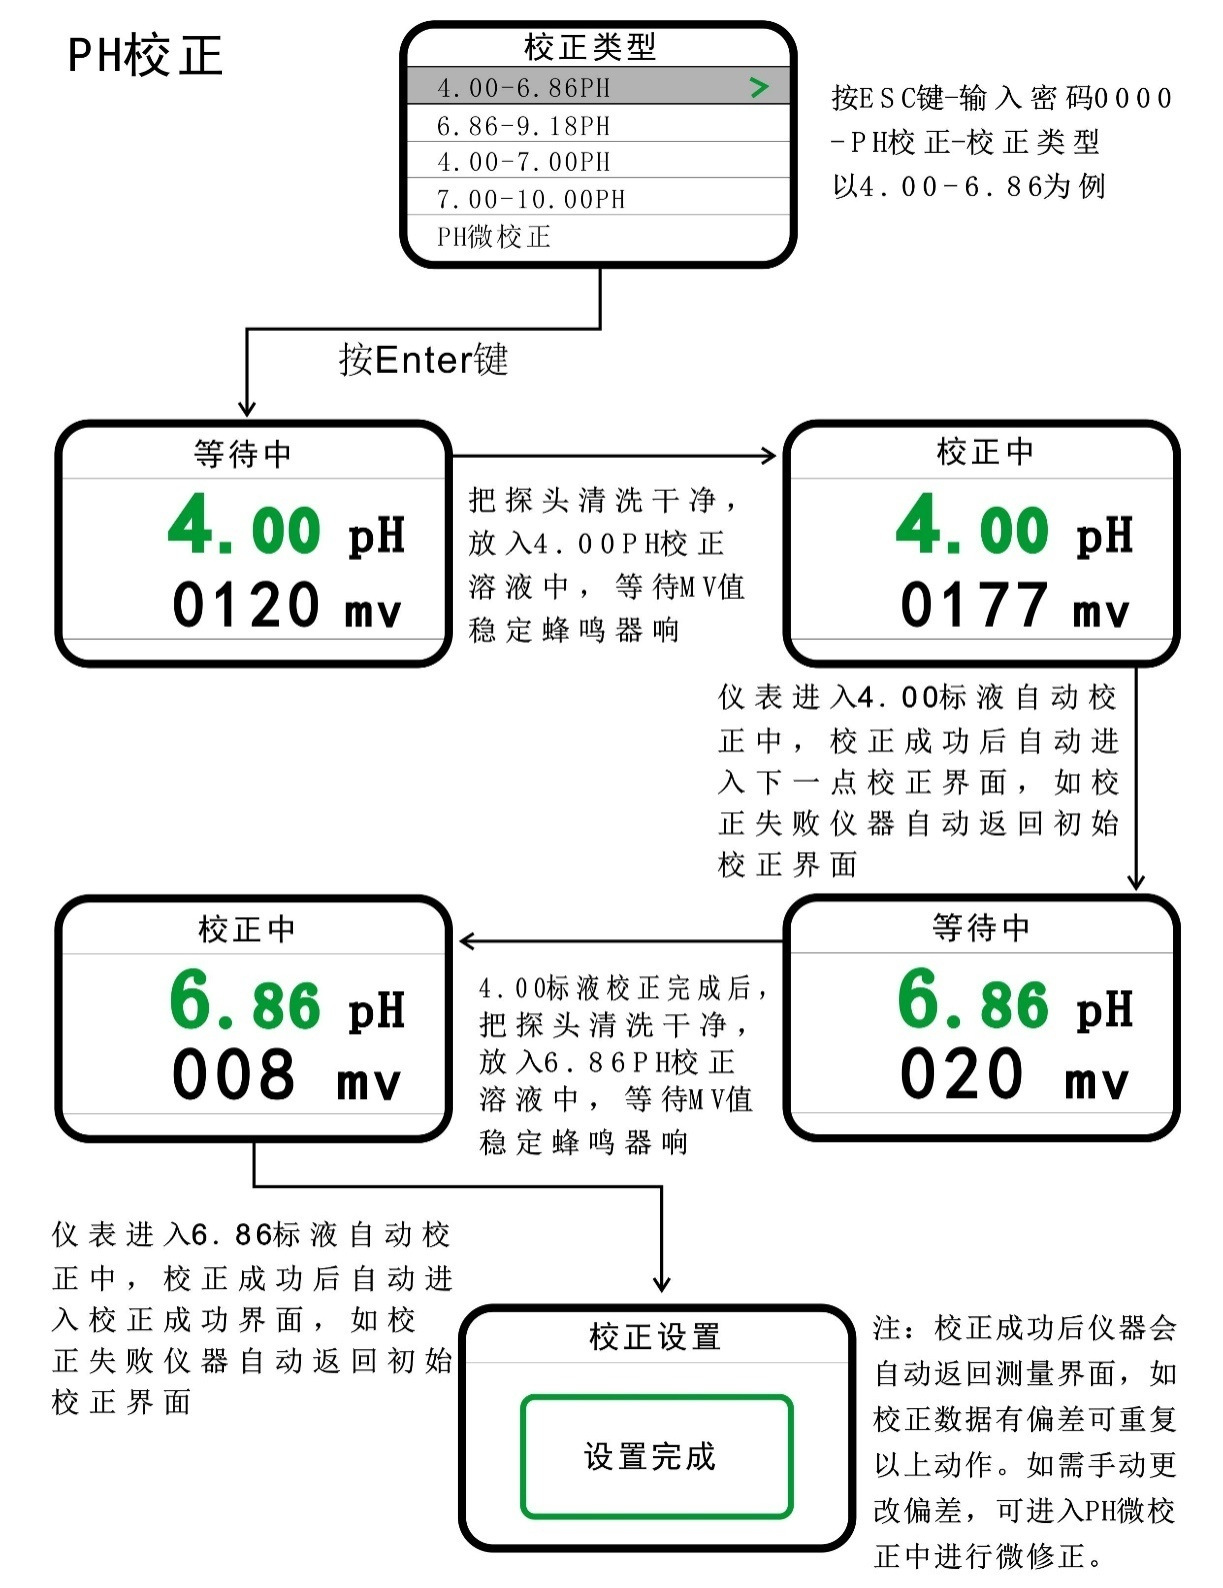 PH校正
校正类型
4.00-6.86PH >
6.86-9.18PH
4.00-7.00PH
7.00-10.00PH
PH微校正
按ESC键-输入密码0000
-PH校正-校正类型
以4.00-6.86为例
按Enter键
等待中
4.00 pH
0120 mv
把探头清洗干净，
放入4.00PH校正
溶液中，等待MV值
稳定蜂鸣器响
校正中
4.00 pH
0177 mv
仪表进入4.00标液自动校
正中，校正成功后自动进
入下一点校正界面，如校
正失败仪器自动返回初始
校正界面
等待中
6.86 pH
020 mv
4.00标液校正完成后，
把探头清洗干净，
放入6.86PH校正
溶液中，等待MV值
稳定蜂鸣器响
校正中
6.86 pH
008 mv
仪表进入6.86标液自动校
正中，校正成功后自动进
入校正成功界面，如校
正失败仪器自动返回初始
校正界面
校正设置
设置完成
注：校正成功后仪器会
自动返回测量界面，如
校正数据有偏差可重复
以上动作。如需手动更
改偏差，可进入PH微校
正中进行微修正。